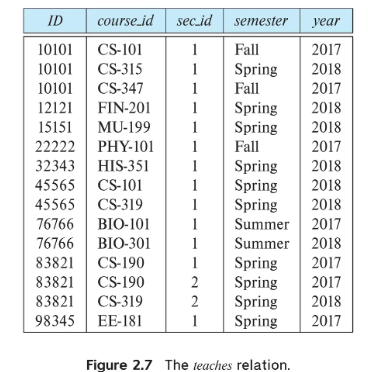 ID course_id sec_id semester year
10101 CS-101 1 Fall 2017
10101 CS-315 1 Spring 2018
10101 CS-347 1 Fall 2017
12121 FIN-201 1 Spring 2018
15151 MU-199 1 Spring 2018
22222 PHY-101 1 Fall 2017
32343 HIS-351 1 Spring 2018
45565 CS-101 1 Spring 2018
45565 CS-319 1 Spring 2018
76766 BIO-101 1 Summer 2017
76766 BIO-301 1 Summer 2018
83821 CS-190 1 Spring 2017
83821 CS-190 2 Spring 2017
83821 CS-319 2 Spring 2018
98345 EE-181 1 Spring 2017
Figure 2.7 The teaches relation.